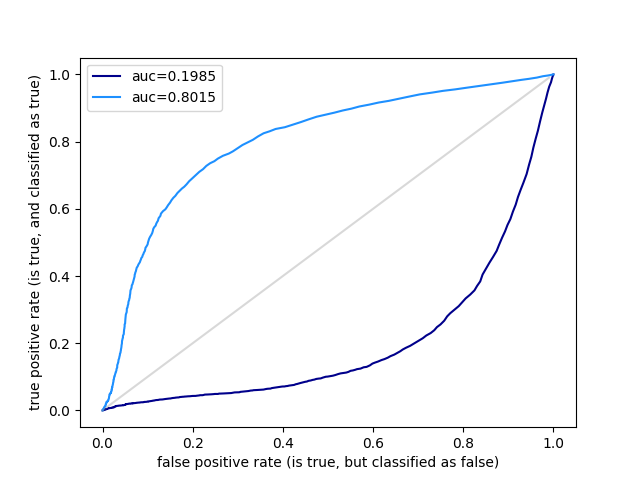 auc=0.1985
auc=0.8015
true positive rate (is true, and classified as true)
1.0
0.8
0.6
0.4
0.2
0.0
0.0 0.2 0.4 0.6 0.8 1.0
false positive rate (is true, but classified as false)